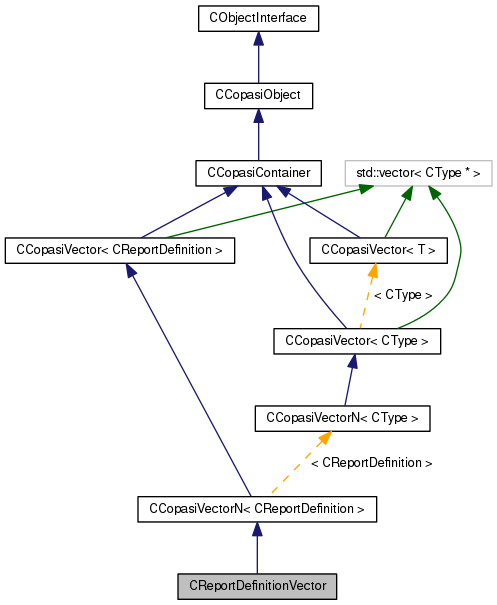 CObjectInterface
CCopasiObject
CCopasiContainer
std::vector< CType * >
CCopasiVector< CReportDefinition >
CCopasiVector< T >
< CType >
CCopasiVector< CType >
CCopasiVectorN< CType >
< CReportDefinition >
CCopasiVectorN< CReportDefinition >
CReportDefinitionVector